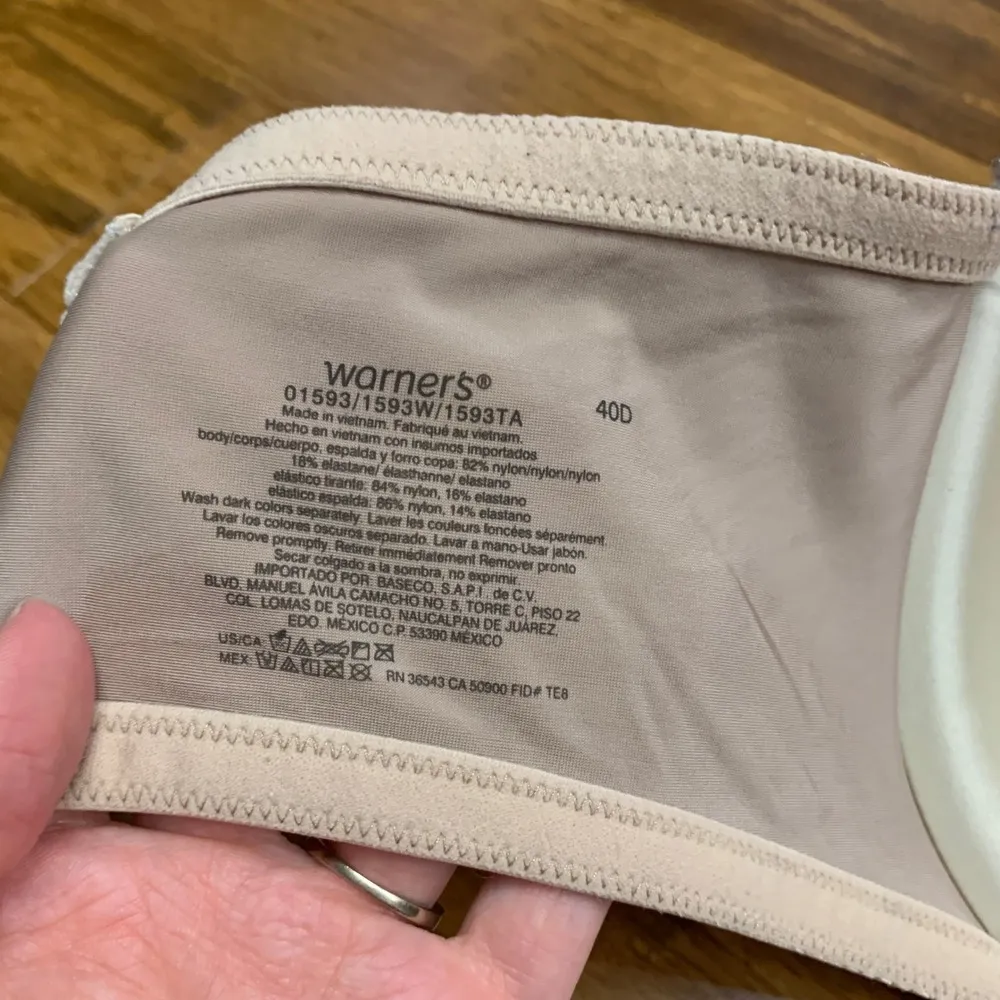 warner's®
01593/1593W/1593TA
40D
Made in vietnam. Fabriqué au vietnam.
Hecho en vietnam con insumos importados
body/corps/cuerpo, espalda y forro copa: 82% nylon/nylon/nylon
18% elastane/ élasthanne/ elastano
elástico tirante: 84% nylon, 16% elastano
elástico espalda: 86% nylon, 14% elastano
Wash dark colors separately. Laver les couleurs foncées séparément.
Lavar los colores oscuros separado. Lavar a mano-Usar jabón.
Remove promptly. Retirer immédiatement Remover pronto
Secar colgado a la sombra, no exprimir.
IMPORTADO POR: BASECO, S.A.P.I. de C.V.
BLVD. MANUEL ÁVILA CAMACHO NO. 5, TORRE C, PISO 22
COL. LOMAS DE SOTELO, NAUCALPAN DE JUÁREZ,
EDO. MÉXICO C.P. 53390 MÉXICO
US/CA
MEX:
RN 36543 CA 50900 FID# TE8